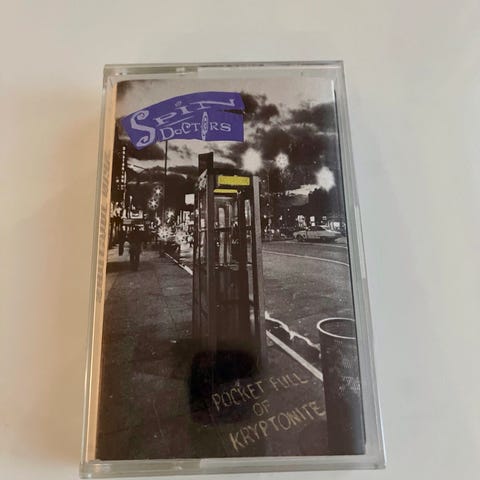 SPIN
DOCTORS
POCKET FULL
OF
KRYPTONITE